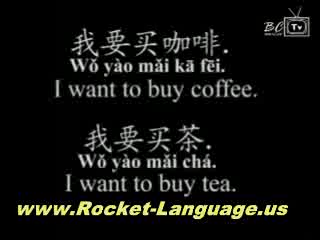 BC Tv
我要买咖啡.
Wǒ yào mǎi kā fēi.
I want to buy coffee.
我要买茶.
Wǒ yào mǎi chá.
I want to buy tea.
www.Rocket-Language.us